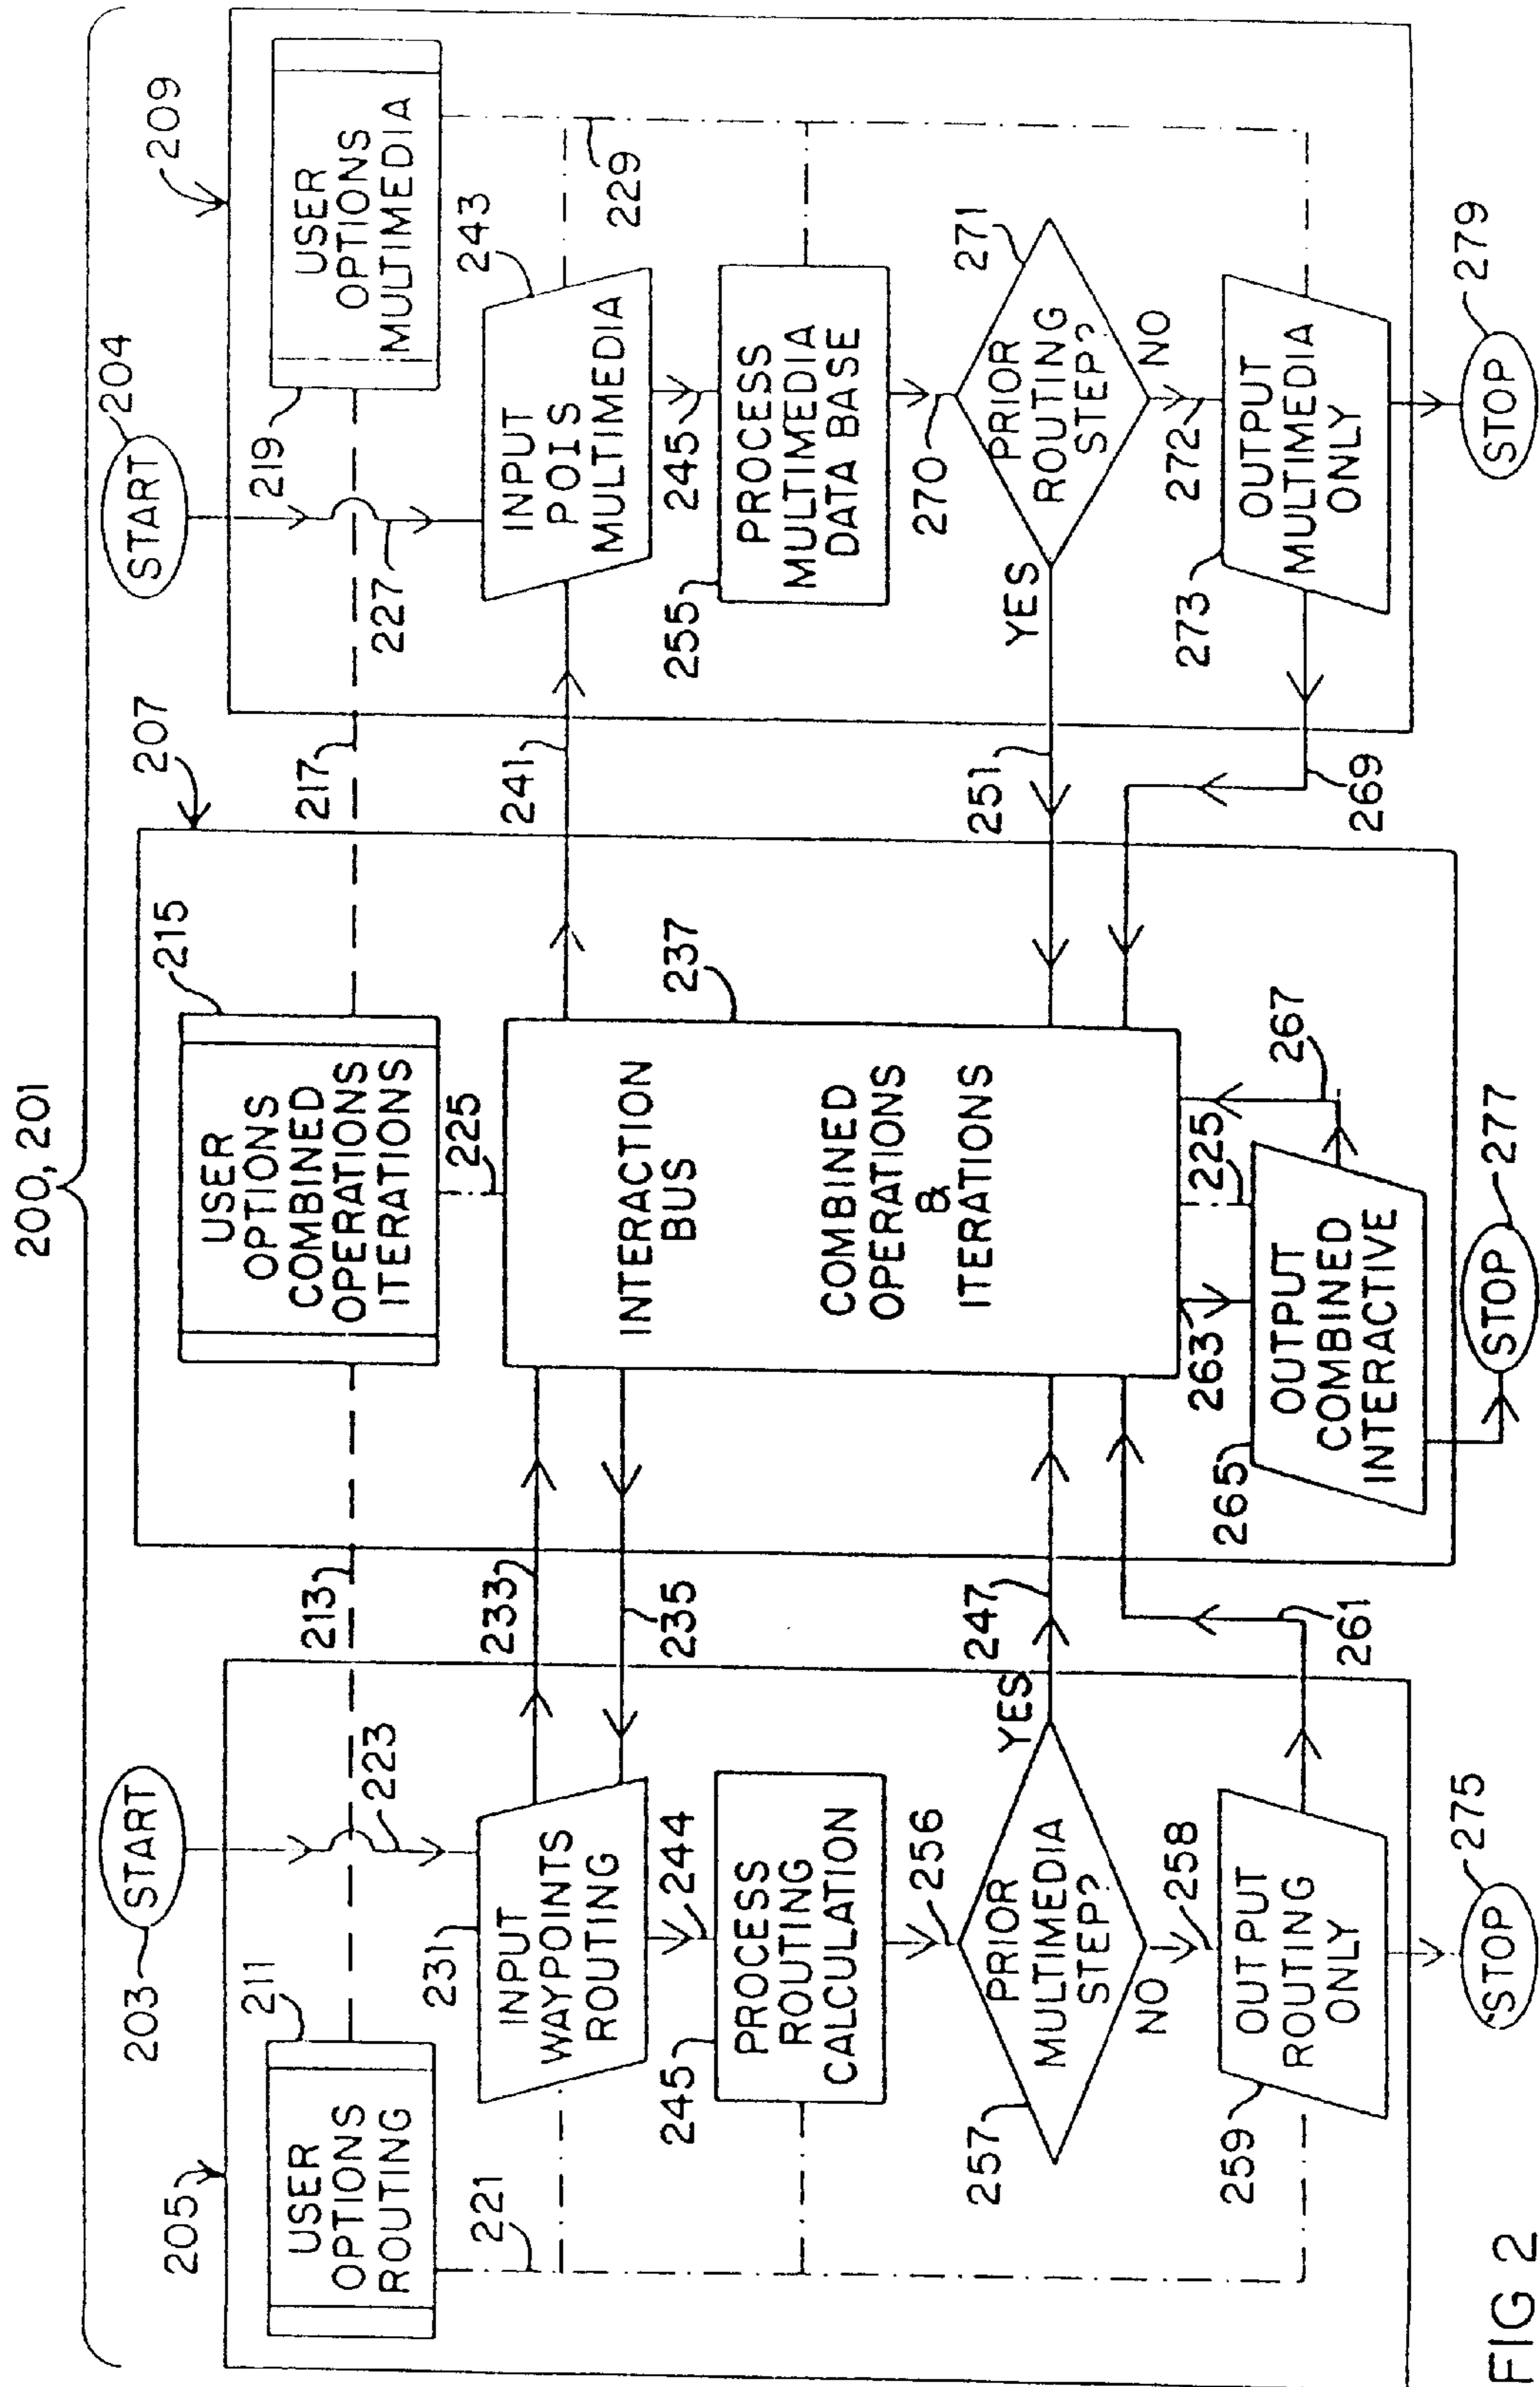 200, 201
203
START
START
204
205
207
209
211
USER
OPTIONS
ROUTING
213
215
USER
OPTIONS
COMBINED
OPERATIONS
ITERATIONS
217
219
USER
OPTIONS
MULTIMEDIA
221
223
225
227
229
231
INPUT
WAYPOINTS
ROUTING
233
235
237
INTERACTION
BUS
COMBINED
OPERATIONS
&
ITERATIONS
241
243
INPUT
POIS
MULTIMEDIA
244
245
245
PROCESS
ROUTING
CALCULATION
255
PROCESS
MULTIMEDIA
DATA BASE
256
257
PRIOR
MULTIMEDIA
STEP?
YES
247
NO
258
251
YES
270
271
PRIOR
ROUTING
STEP?
NO
272
259
OUTPUT
ROUTING
ONLY
261
263
225
267
265
OUTPUT
COMBINED
INTERACTIVE
269
273
OUTPUT
MULTIMEDIA
ONLY
STOP
275
STOP
277
STOP
279
FIG 2